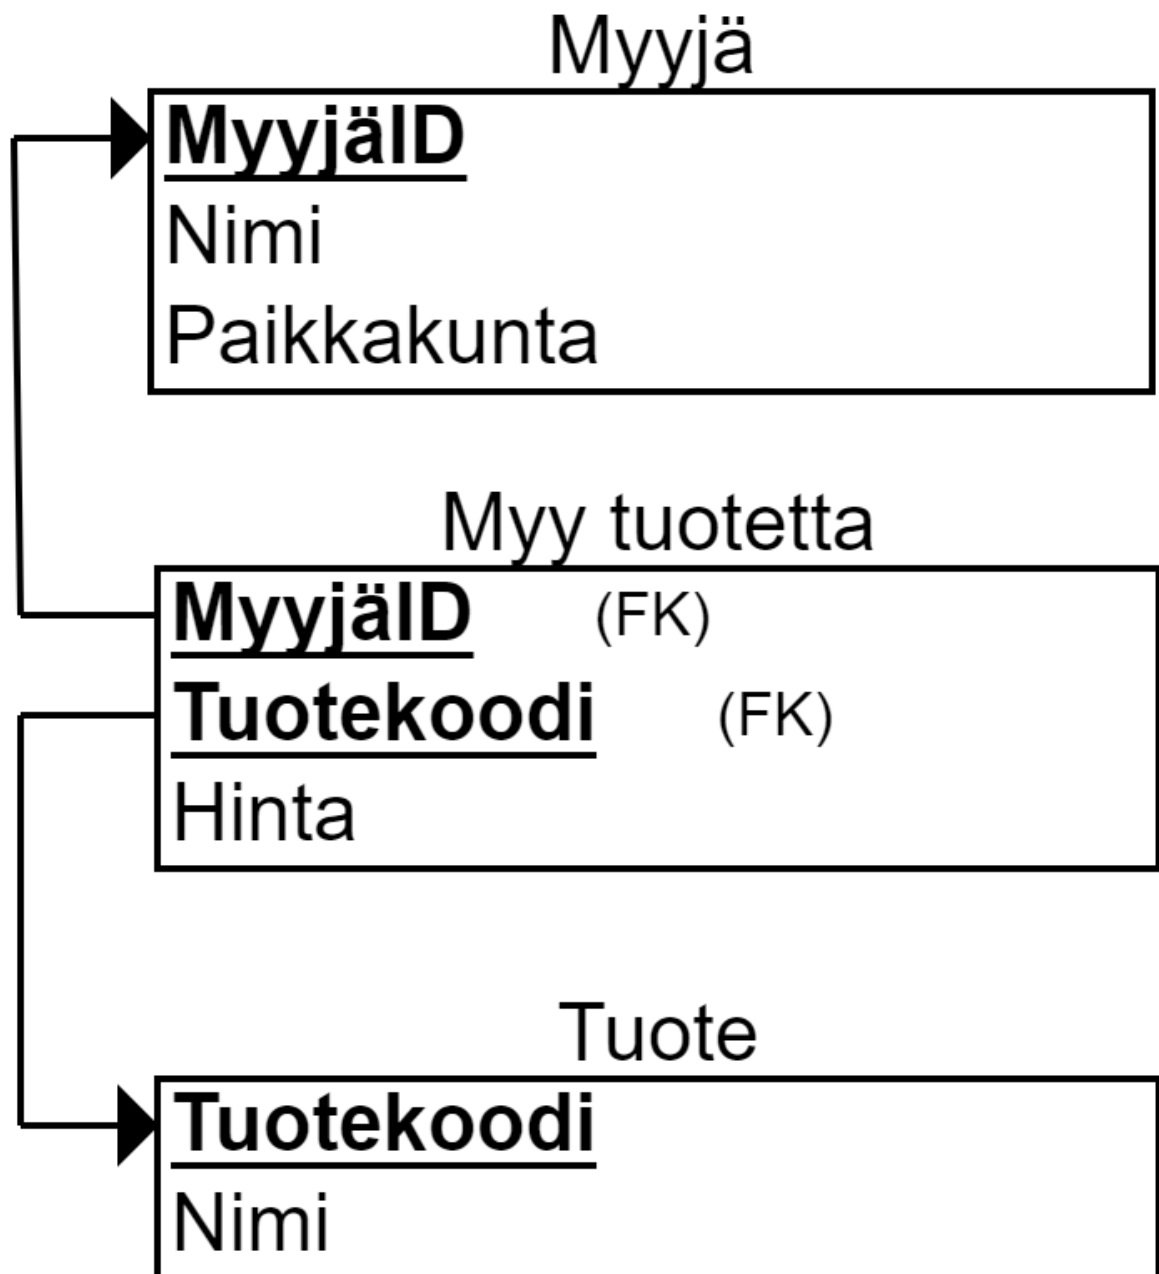 Myyjä
MyyjäID
Nimi
Paikkakunta
Myy tuotetta
MyyjäID (FK)
Tuotekoodi (FK)
Hinta
Tuote
Tuotekoodi
Nimi